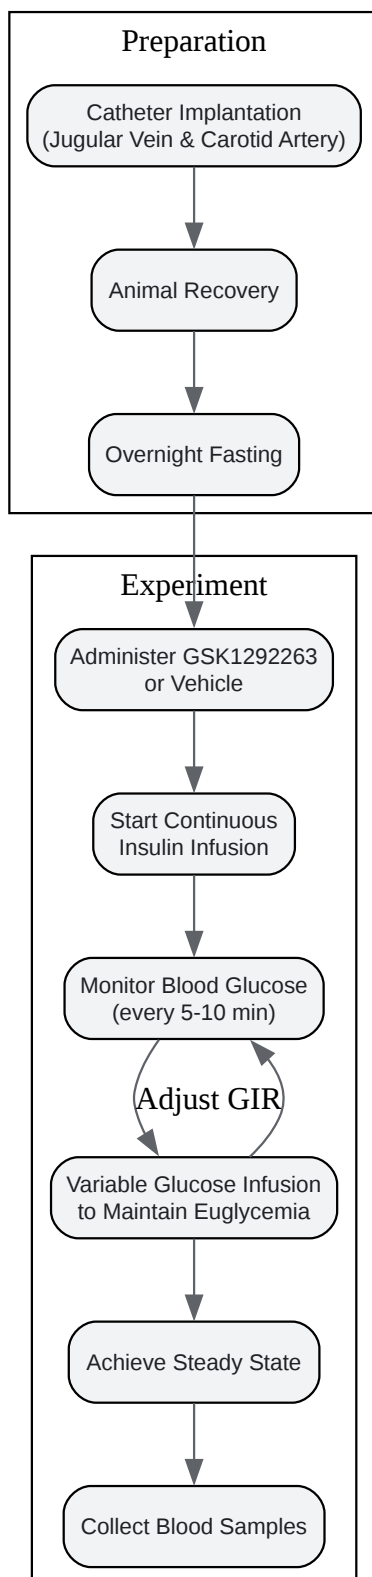 Preparation
Catheter Implantation
(Jugular Vein & Carotid Artery)
Animal Recovery
Overnight Fasting
Experiment
Administer GSK1292263
or Vehicle
Start Continuous
Insulin Infusion
Monitor Blood Glucose
(every 5-10 min)
Adjust GIR
Variable Glucose Infusion
to Maintain Euglycemia
Achieve Steady State
Collect Blood Samples